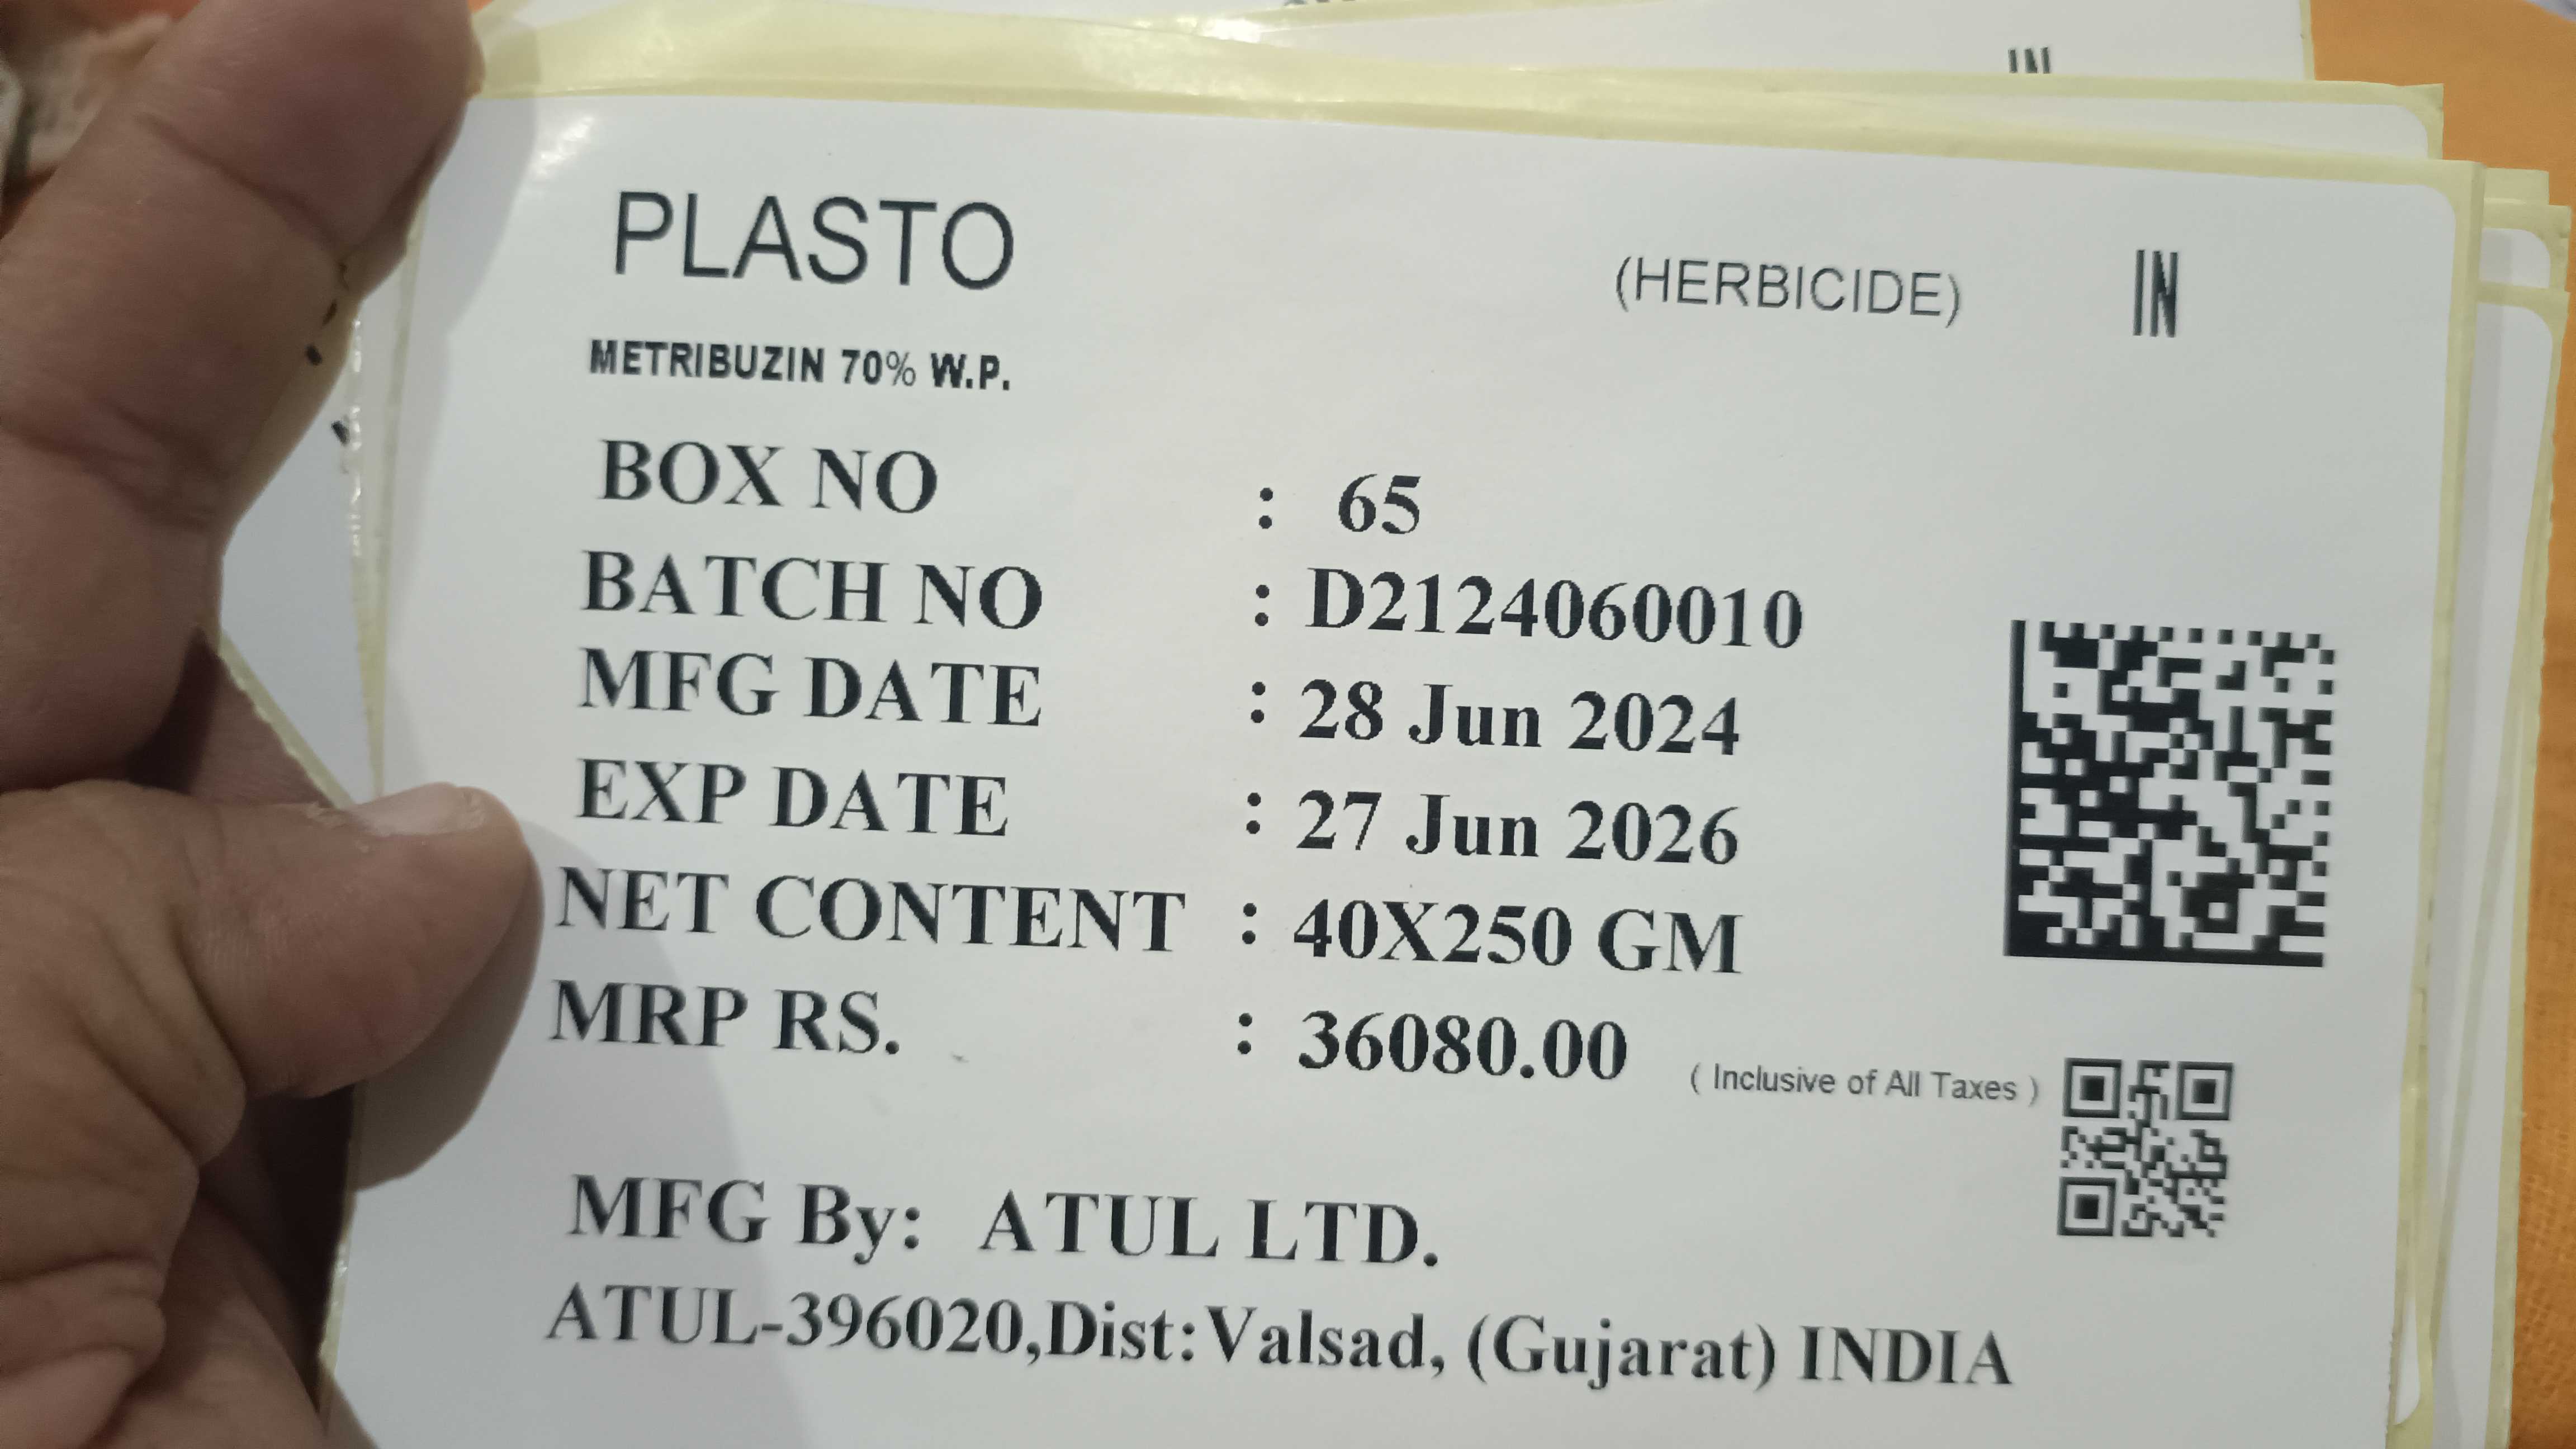 IN
PLASTO
(HERBICIDE) IN
METRIBUZIN 70% W.P.
BOX NO : 65
BATCH NO : D2124060010
MFG DATE : 28 Jun 2024
EXP DATE : 27 Jun 2026
NET CONTENT : 40X250 GM
MRP RS. : 36080.00 ( Inclusive of All Taxes )
MFG By: ATUL LTD.
ATUL-396020,Dist:Valsad, (Gujarat) INDIA